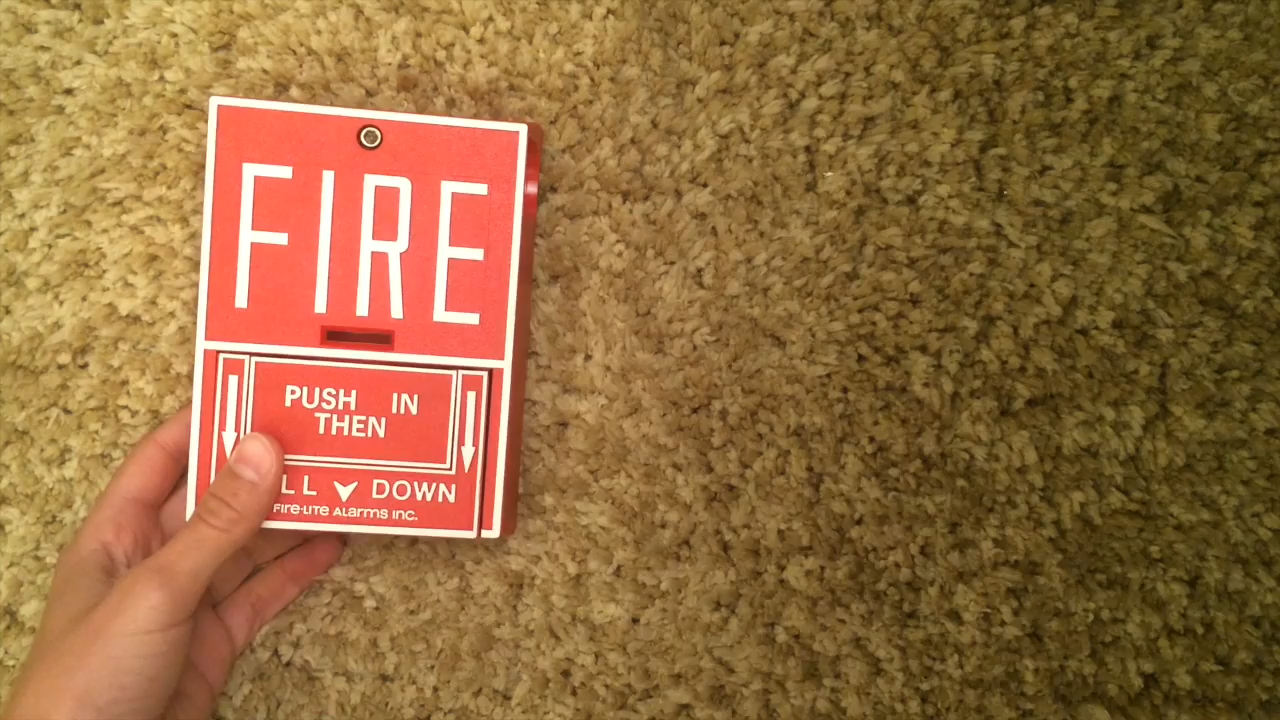 FIRE
PUSH IN
THEN
LL DOWN
FIRE-LITE ALARMS INC.